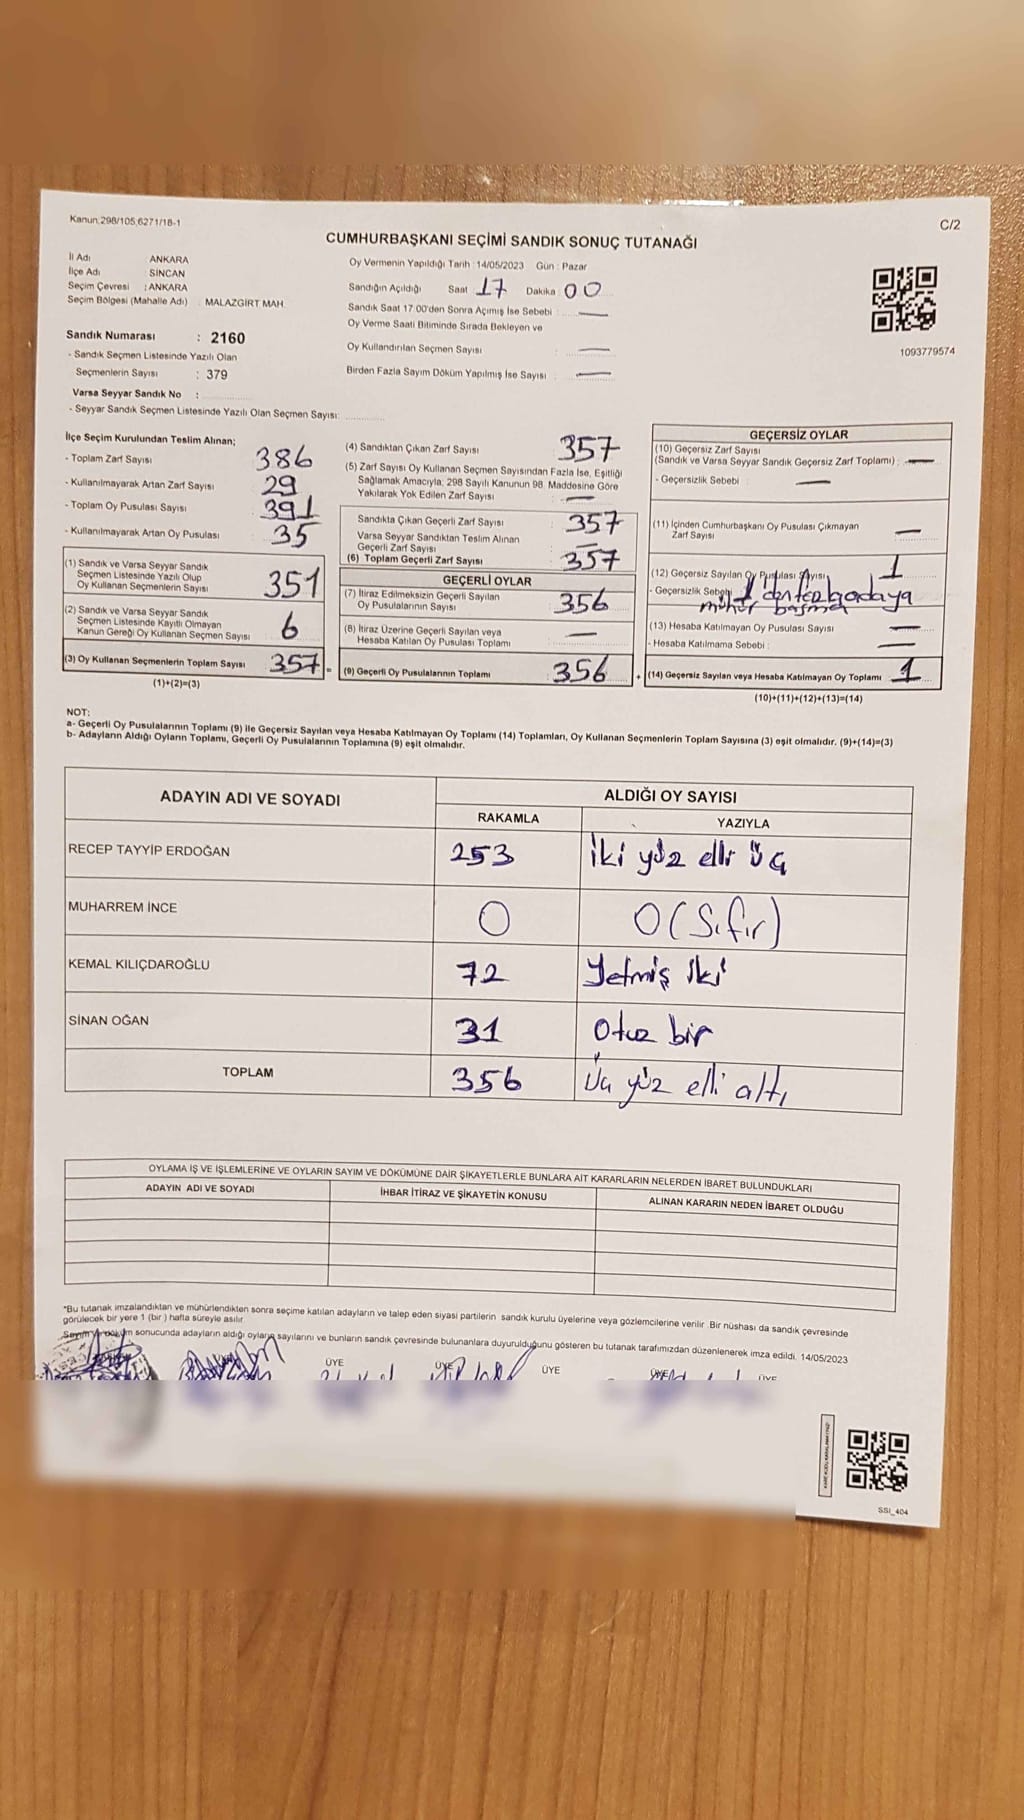 Kanun,298/105,6271/18-1
C/2
CUMHURBAŞKANI SEÇİMİ SANDIK SONUÇ TUTANAĞI
İl Adı ANKARA
İlçe Adı : SİNCAN
Seçim Çevresi : ANKARA
Seçim Bölgesi (Mahalle Adı) : MALAZGİRT MAH
Sandık Numarası : 2160
- Sandık Seçmen Listesinde Yazılı Olan
Seçmenlerin Sayısı : 379
Varsa Seyyar Sandık No :
- Seyyar Sandık Seçmen Listesinde Yazılı Olan Seçmen Sayısı:
Oy Vermenin Yapıldığı Tarih : 14/05/2023 Gün : Pazar
Sandığın Açıldığı Saat 17 Dakika 00
Sandık Saat 17:00'den Sonra Açımış İse Sebebi : —
Oy Verme Saati Bitiminde Sırada Bekleyen ve
Oy Kullandırılan Seçmen Sayısı : —
Birden Fazla Sayım Döküm Yapılmış İse Sayısı : —
1093779574
İlçe Seçim Kurulundan Teslim Alınan;
- Toplam Zarf Sayısı 386
- Kullanılmayarak Artan Zarf Sayısı 29
- Toplam Oy Pusulası Sayısı 391
- Kullanılmayarak Artan Oy Pusulası 35
(1) Sandık ve Varsa Seyyar Sandık
Seçmen Listesinde Yazılı Olup
Oy Kullanan Seçmenlerin Sayısı 351
(2) Sandık ve Varsa Seyyar Sandık
Seçmen Listesinde Kayıtlı Olmayan
Kanun Gereği Oy Kullanan Seçmen Sayısı 6
(3) Oy Kullanan Seçmenlerin Toplam Sayısı 357 =
(1)+(2)=(3)
(4) Sandıktan Çıkan Zarf Sayısı 357
(5) Zarf Sayısı Oy Kullanan Seçmen Sayısından Fazla İse, Eşitliği
Sağlamak Amacıyla; 298 Sayılı Kanunun 98. Maddesine Göre
Yakılarak Yok Edilen Zarf Sayısı : —
Sandıkta Çıkan Geçerli Zarf Sayısı 357
Varsa Seyyar Sandıktan Teslim Alınan
Geçerli Zarf Sayısı —
(6) Toplam Geçerli Zarf Sayısı 357
GEÇERLİ OYLAR
(7) İtiraz Edilmeksizin Geçerli Sayılan
Oy Pusulalarının Sayısı 356
(8) İtiraz Üzerine Geçerli Sayılan veya
Hesaba Katılan Oy Pusulası Toplamı —
(9) Geçerli Oy Pusulalarının Toplamı 356 +
GEÇERSİZ OYLAR
(10) Geçersiz Zarf Sayısı
(Sandık ve Varsa Seyyar Sandık Geçersiz Zarf Toplamı) : —
- Geçersizlik Sebebi : —
(11) İçinden Cumhurbaşkanı Oy Pusulası Çıkmayan
Zarf Sayısı —
(12) Geçersiz Sayılan Oy Pusulası Sayısı 1
- Geçersizlik Sebebi 1 den fazla adaya
mühür basma
(13) Hesaba Katılmayan Oy Pusulası Sayısı —
- Hesaba Katılmama Sebebi : —
(14) Geçersiz Sayılan veya Hesaba Katılmayan Oy Toplamı 1
(10)+(11)+(12)+(13)=(14)
NOT:
a- Geçerli Oy Pusulalarının Toplamı (9) ile Geçersiz Sayılan veya Hesaba Katılmayan Oy Toplamı (14) Toplamları, Oy Kullanan Seçmenlerin Toplam Sayısına (3) eşit olmalıdır. (9)+(14)=(3)
b- Adayların Aldığı Oyların Toplamı, Geçerli Oy Pusulalarının Toplamına (9) eşit olmalıdır.
ADAYIN ADI VE SOYADI ALDIĞI OY SAYISI
RAKAMLA YAZIYLA
RECEP TAYYİP ERDOĞAN 253 İki yüz elli üç
MUHARREM İNCE 0 0 (Sıfır)
KEMAL KILIÇDAROĞLU 72 Yetmiş iki
SİNAN OĞAN 31 Otuz bir
TOPLAM 356 Üç yüz elli altı
OYLAMA İŞ VE İŞLEMLERİNE VE OYLARIN SAYIM VE DÖKÜMÜNE DAİR ŞİKAYETLERLE BUNLARA AİT KARARLARIN NELERDEN İBARET BULUNDUKLARI
ADAYIN ADI VE SOYADI İHBAR İTİRAZ VE ŞİKAYETİN KONUSU ALINAN KARARIN NEDEN İBARET OLDUĞU
*Bu tutanak imzalandıktan ve mühürlendikten sonra seçime katılan adayların ve talep eden siyasi partilerin sandık kurulu üyelerine veya gözlemcilerine verilir. Bir nüshası da sandık çevresinde
görülecek bir yere 1 (bir) hafta süreyle asılır
Sayım ve döküm sonucunda adayların aldığı oyların sayılarını ve bunların sandık çevresinde bulunanlara duyurulduğunu gösteren bu tutanak tarafımızdan düzenlenerek imza edildi. 14/05/2023
ÜYE ÜYE ÜYE ÜYE ÜYE
SSI_404